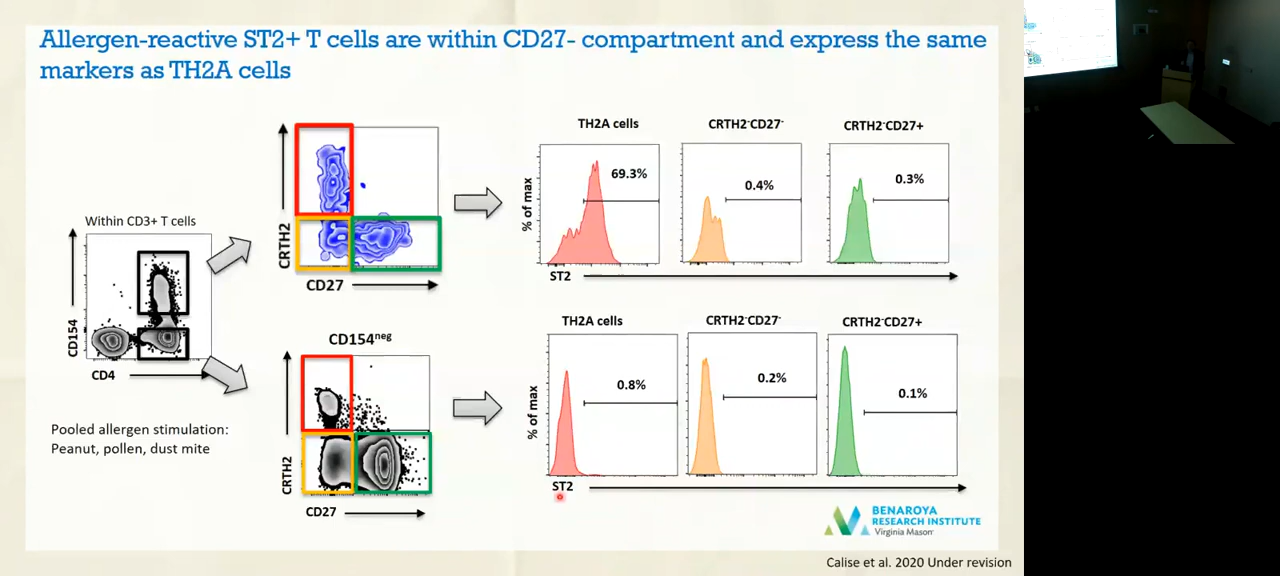 Allergen-reactive ST2+ T cells are within CD27- compartment and express the same
markers as TH2A cells
Within CD3+ T cells
CD154
CD4
Pooled allergen stimulation:
Peanut, pollen, dust mite
CRTH2
CD27
CD154neg
CRTH2
CD27
TH2A cells
CRTH2-CD27-
CRTH2-CD27+
% of max
69.3%
0.4%
0.3%
ST2
TH2A cells
CRTH2-CD27-
CRTH2-CD27+
% of max
0.8%
0.2%
0.1%
ST2
BENAROYA
RESEARCH INSTITUTE
Virginia Mason
Calise et al. 2020 Under revision